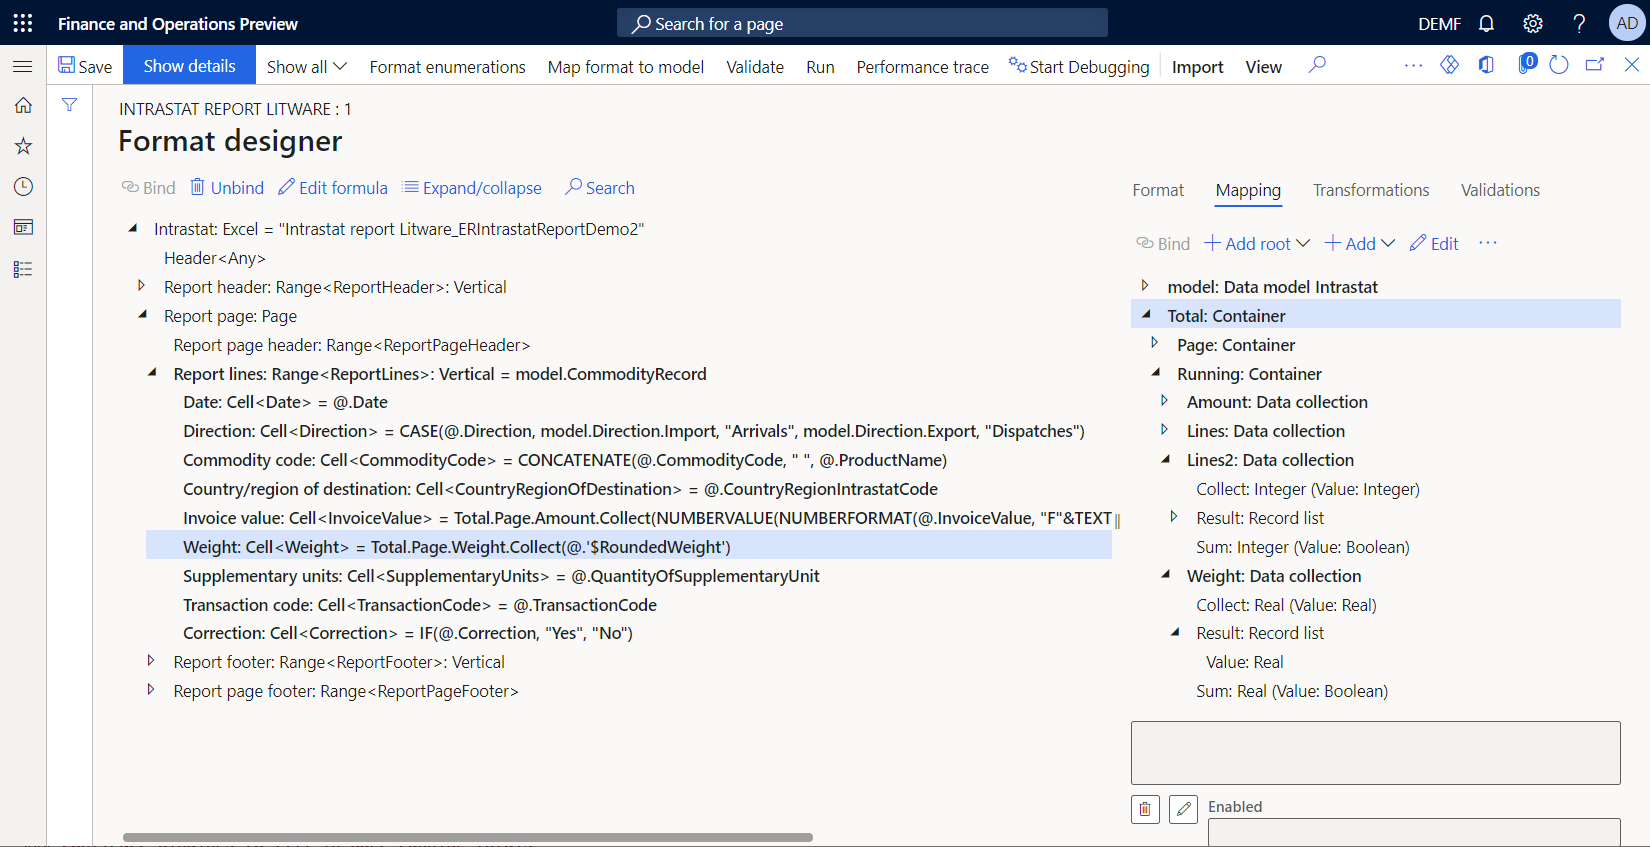 Finance and Operations Preview
Search for a page
DEMF
AD
Save
Show details
Show all
Format enumerations
Map format to model
Validate
Run
Performance trace
Start Debugging
Import
View
0
INTRASTAT REPORT LITWARE : 1
Format designer
Bind
Unbind
Edit formula
Expand/collapse
Search
Intrastat: Excel = "Intrastat report Litware_ERIntrastatReportDemo2"
Header<Any>
Report header: Range<ReportHeader>: Vertical
Report page: Page
Report page header: Range<ReportPageHeader>
Report lines: Range<ReportLines>: Vertical = model.CommodityRecord
Date: Cell<Date> = @.Date
Direction: Cell<Direction> = CASE(@.Direction, model.Direction.Import, "Arrivals", model.Direction.Export, "Dispatches")
Commodity code: Cell<CommodityCode> = CONCATENATE(@.CommodityCode, " ", @.ProductName)
Country/region of destination: Cell<CountryRegionOfDestination> = @.CountryRegionIntrastatCode
Invoice value: Cell<InvoiceValue> = Total.Page.Amount.Collect(NUMBERVALUE(NUMBERFORMAT(@.InvoiceValue, "F"&TEXT
Weight: Cell<Weight> = Total.Page.Weight.Collect(@.'$RoundedWeight')
Supplementary units: Cell<SupplementaryUnits> = @.QuantityOfSupplementaryUnit
Transaction code: Cell<TransactionCode> = @.TransactionCode
Correction: Cell<Correction> = IF(@.Correction, "Yes", "No")
Report footer: Range<ReportFooter>: Vertical
Report page footer: Range<ReportPageFooter>
Format
Mapping
Transformations
Validations
Bind
Add root
Add
Edit
model: Data model Intrastat
Total: Container
Page: Container
Running: Container
Amount: Data collection
Lines: Data collection
Lines2: Data collection
Collect: Integer (Value: Integer)
Result: Record list
Sum: Integer (Value: Boolean)
Weight: Data collection
Collect: Real (Value: Real)
Result: Record list
Value: Real
Sum: Real (Value: Boolean)
Enabled